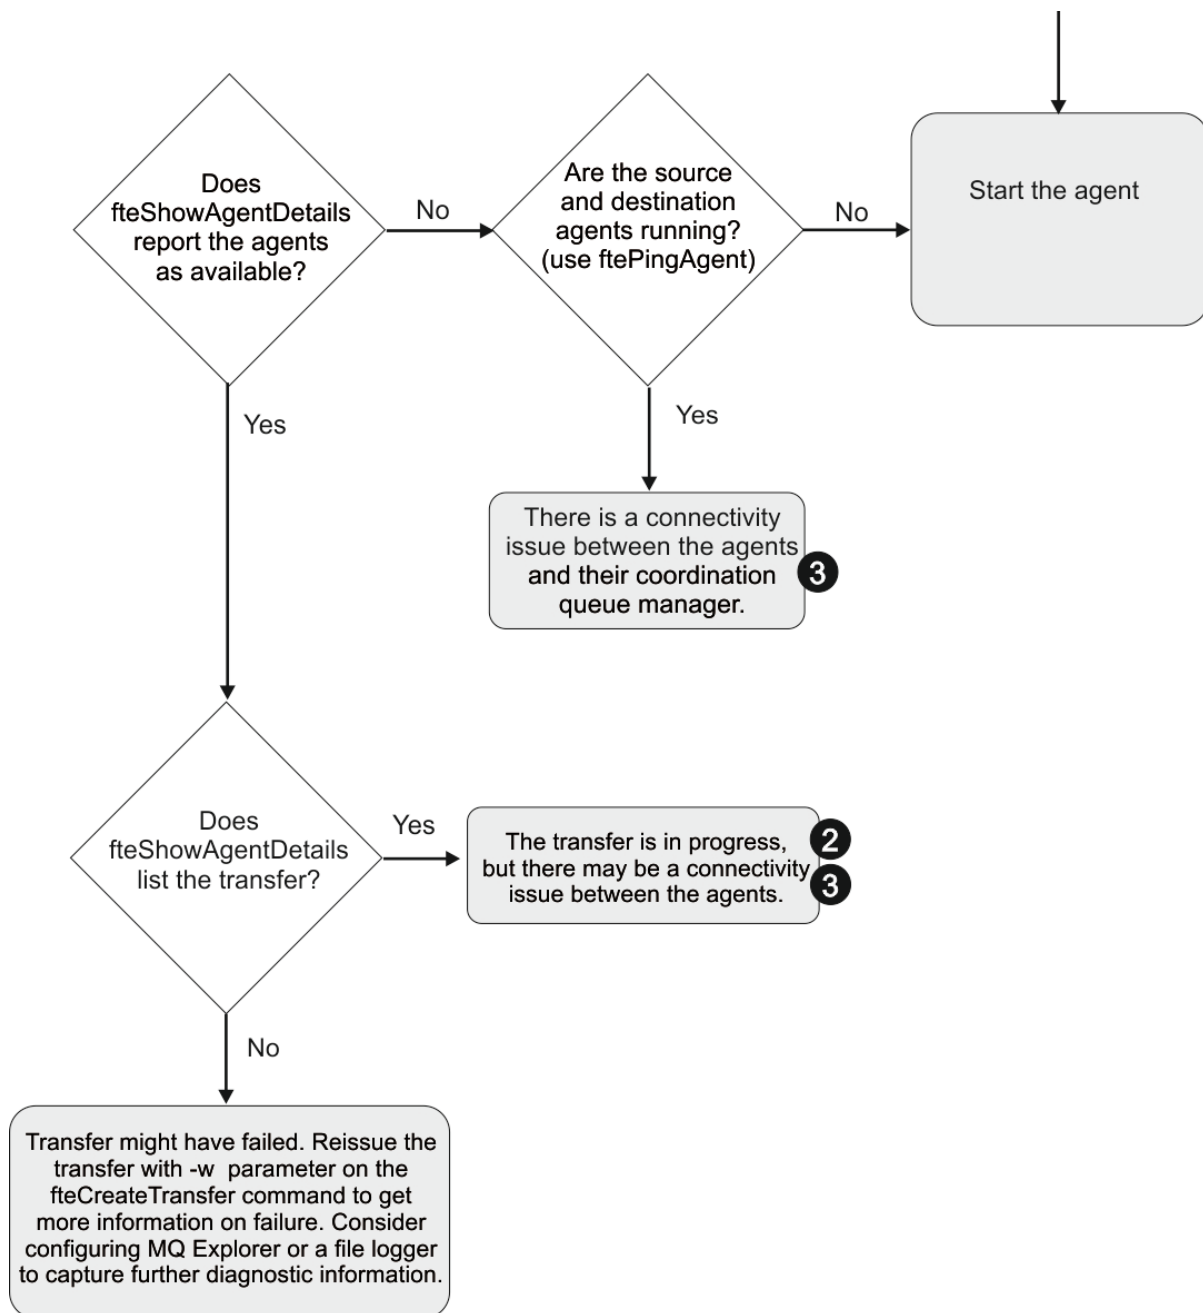 Does
fteShowAgentDetails
report the agents
as available?
No
Are the source
and destination
agents running?
(use ftePingAgent)
No
Start the agent
Yes
Yes
There is a connectivity
issue between the agents
and their coordination
queue manager.
3
Does
fteShowAgentDetails
list the transfer?
Yes
The transfer is in progress,
but there may be a connectivity
issue between the agents.
2
3
No
Transfer might have failed. Reissue the
transfer with -w  parameter on the
fteCreateTransfer command to get
more information on failure. Consider
configuring MQ Explorer or a file logger
to capture further diagnostic information.